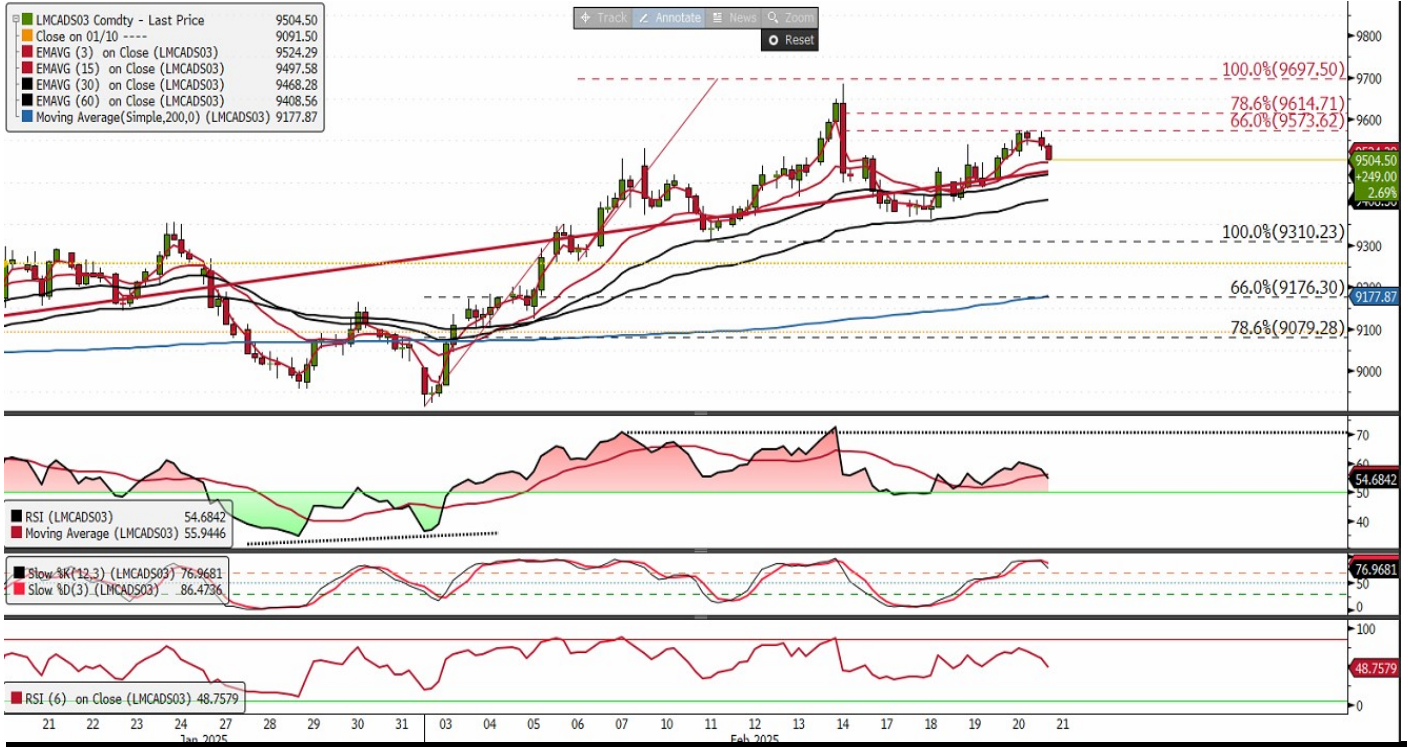 LMCADS03 Comdty - Last Price 9504.50
Close on 01/10 ---- 9091.50
EMAVG (3) on Close (LMCADS03) 9524.29
EMAVG (15) on Close (LMCADS03) 9497.58
EMAVG (30) on Close (LMCADS03) 9468.28
EMAVG (60) on Close (LMCADS03) 9408.56
Moving Average(Simple,200,0) (LMCADS03) 9177.87
Track Annotate News Zoom
Reset
9800
100.0%(9697.50)
9700
78.6%(9614.71)
9600
66.0%(9573.62)
9504.50
+249.00
2.69%
100.0%(9310.23)
9300
66.0%(9176.30)
9177.87
78.6%(9079.28)
9100
9000
70
60
54.6842
50
40
RSI (LMCADS03) 54.6842
Moving Average (LMCADS03) 55.9446
Slow %K(12,3) (LMCADS03) 76.9681
Slow %D(3) (LMCADS03) 86.4736
76.9681
50
0
100
48.7579
0
RSI (6) on Close (LMCADS03) 48.7579
21 22 23 24 27 28 29 30 31 03 04 05 06 07 10 11 12 13 14 17 18 19 20 21
Jan 2025 Feb 2025